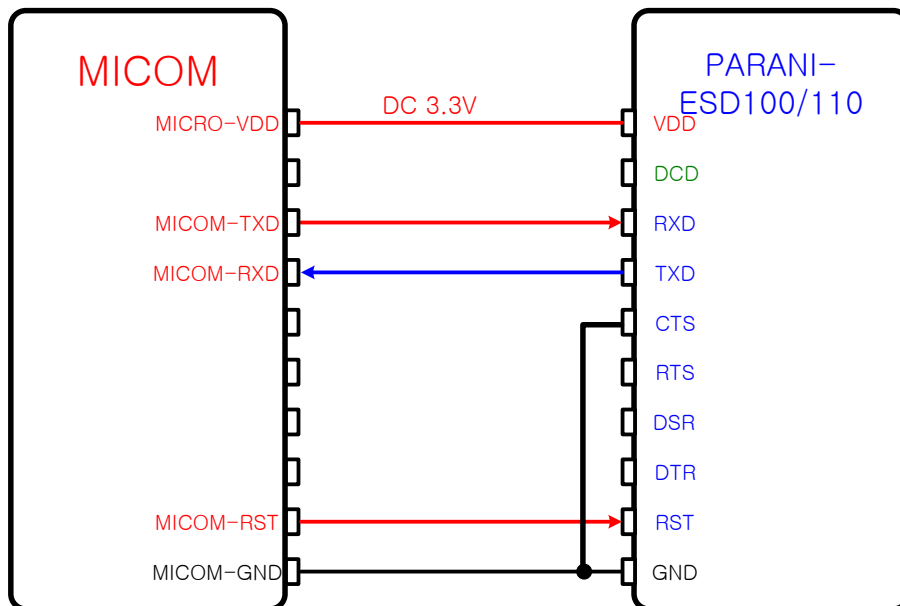 MICOM
PARANI-
ESD100/110
DC 3.3V
MICRO-VDD
VDD
DCD
MICOM-TXD
RXD
MICOM-RXD
TXD
CTS
RTS
DSR
DTR
MICOM-RST
RST
MICOM-GND
GND